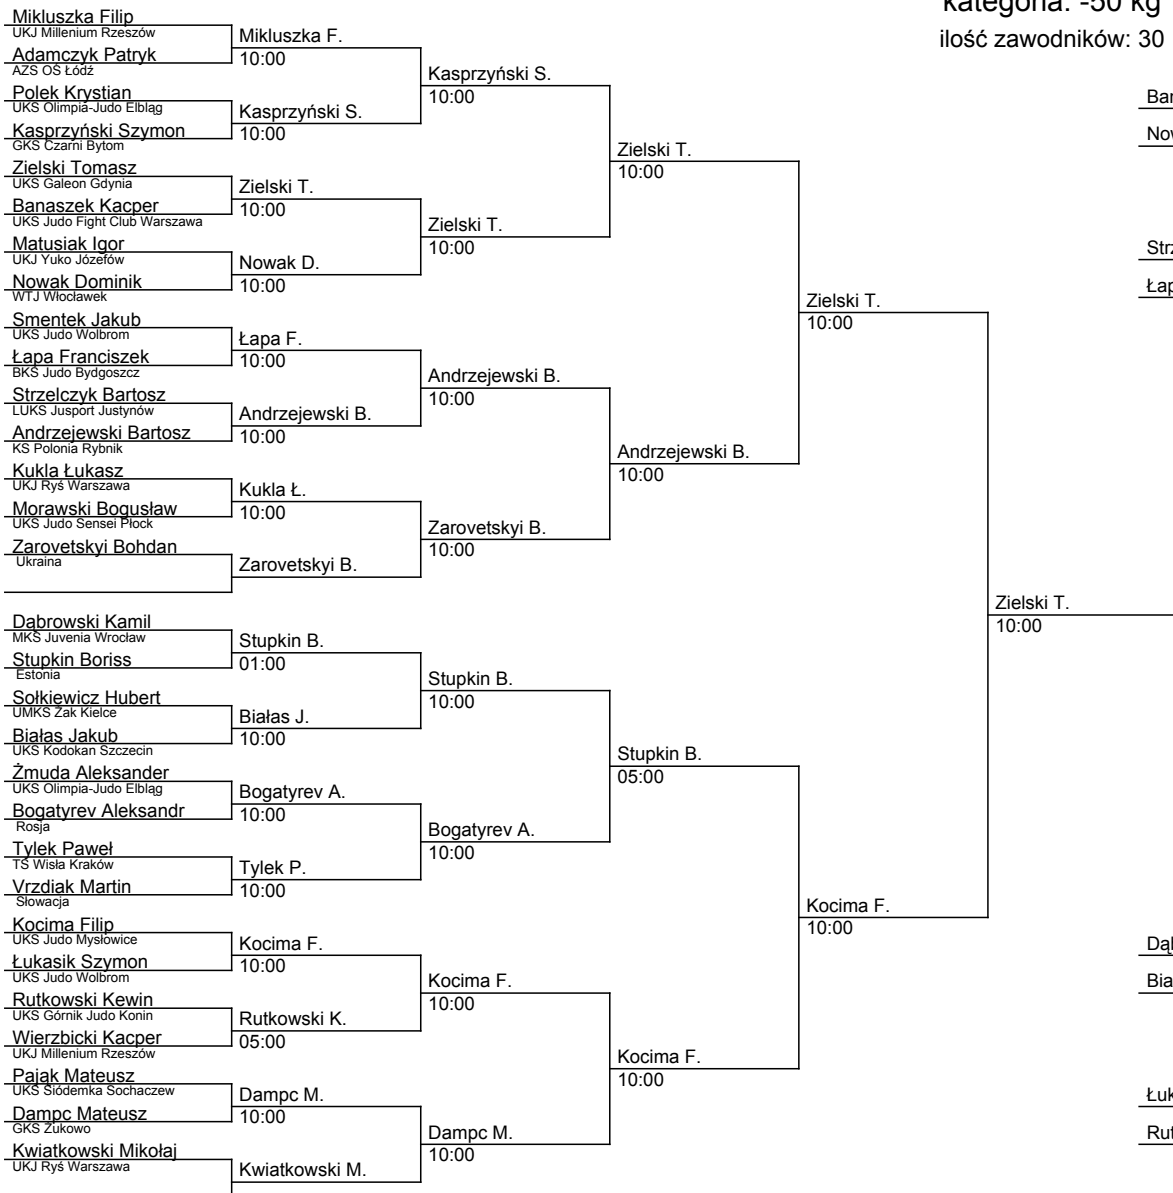 kategoria: -50 kg
ilość zawodników: 30
Mikluszka Filip
UKJ Millenium Rzeszów
Adamczyk Patryk
AZS OŚ Łódź
Polek Krystian
UKS Olimpia-Judo Elbląg
Kasprzyński Szymon
GKS Czarni Bytom
Zielski Tomasz
UKS Galeon Gdynia
Banaszek Kacper
UKS Judo Fight Club Warszawa
Matusiak Igor
UKJ Yuko Józefów
Nowak Dominik
WTJ Włocławek
Smentek Jakub
UKS Judo Wolbrom
Łapa Franciszek
BKS Judo Bydgoszcz
Strzelczyk Bartosz
LUKS Jusport Justynów
Andrzejewski Bartosz
KS Polonia Rybnik
Kukla Łukasz
UKJ Ryś Warszawa
Morawski Bogusław
UKS Judo Sensei Płock
Zarovetskyi Bohdan
Ukraina
Dąbrowski Kamil
MKS Juvenia Wrocław
Stupkin Boriss
Estonia
Sołkiewicz Hubert
UMKS Żak Kielce
Białas Jakub
UKS Kodokan Szczecin
Żmuda Aleksander
UKS Olimpia-Judo Elbląg
Bogatyrev Aleksandr
Rosja
Tylek Paweł
TS Wisła Kraków
Vrzdiak Martin
Słowacja
Kocima Filip
UKS Judo Mysłowice
Łukasik Szymon
UKS Judo Wolbrom
Rutkowski Kewin
UKS Górnik Judo Konin
Wierzbicki Kacper
UKJ Millenium Rzeszów
Pająk Mateusz
UKS Siódemka Sochaczew
Dampc Mateusz
GKS Żukowo
Kwiatkowski Mikołaj
UKJ Ryś Warszawa
Mikluszka F.
10:00
Kasprzyński S.
10:00
Zielski T.
10:00
Nowak D.
10:00
Łapa F.
10:00
Andrzejewski B.
10:00
Kukla Ł.
10:00
Zarovetskyi B.
Stupkin B.
01:00
Białas J.
10:00
Bogatyrev A.
10:00
Tylek P.
10:00
Kocima F.
10:00
Rutkowski K.
05:00
Dampc M.
10:00
Kwiatkowski M.
Kasprzyński S.
10:00
Zielski T.
10:00
Andrzejewski B.
10:00
Zarovetskyi B.
10:00
Stupkin B.
10:00
Bogatyrev A.
10:00
Kocima F.
10:00
Dampc M.
10:00
Zielski T.
10:00
Andrzejewski B.
10:00
Stupkin B.
05:00
Kocima F.
10:00
Zielski T.
10:00
Kocima F.
10:00
Zielski T.
10:00